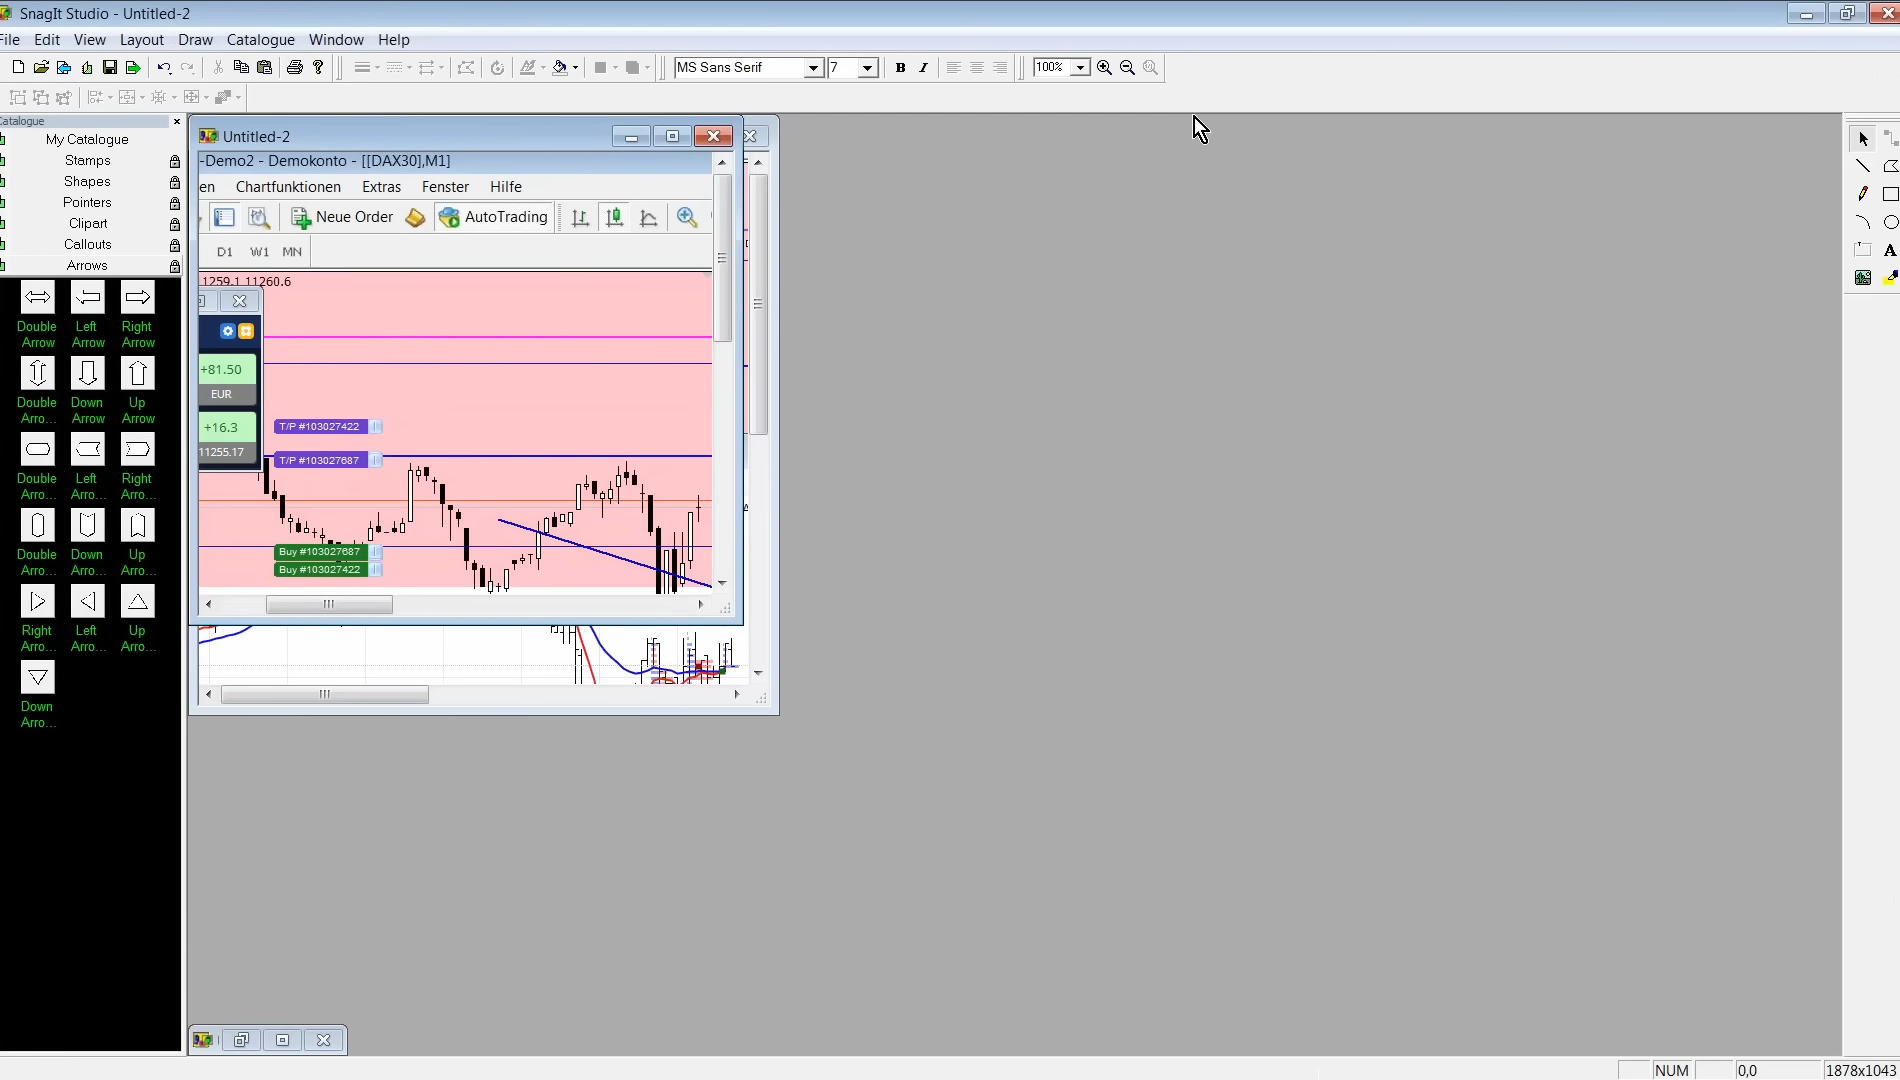 SnagIt Studio - Untitled-2
File Edit View Layout Draw Catalogue Window Help
MS Sans Serif 7 B I 100%
Catalogue
My Catalogue
Stamps
Shapes
Pointers
Clipart
Callouts
Arrows
Double Arrow Left Arrow Right Arrow
Double Arro... Down Arrow Up Arrow
Double Arro... Left Arro... Right Arro...
Double Arro... Down Arro... Up Arro...
Right Arro... Left Arro... Up Arro...
Down Arro...
Untitled-2
-Demo2 - Demokonto - [[DAX30],M1]
en Chartfunktionen Extras Fenster Hilfe
Neue Order AutoTrading
D1 W1 MN
1259.1 11260.6
+81.50
EUR
+16.3
11255.17
T/P #103027422
T/P #103027687
Buy #103027687
Buy #103027422
A
NUM 0,0 1878x1043